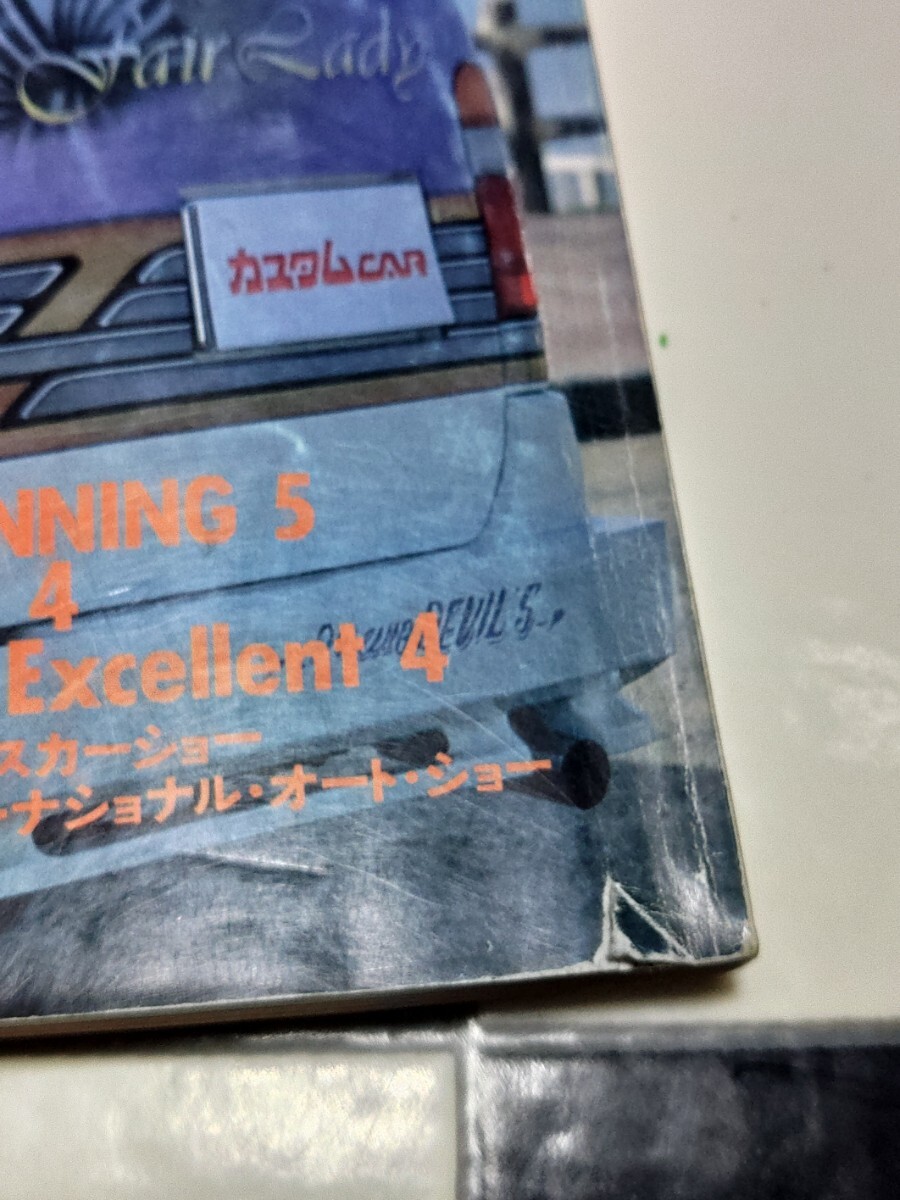 Fair Lady
カスタムCAR
NNING 5
4
DEVIL'S
Excellent 4
スカーショー
・ナショナル・オート・ショー